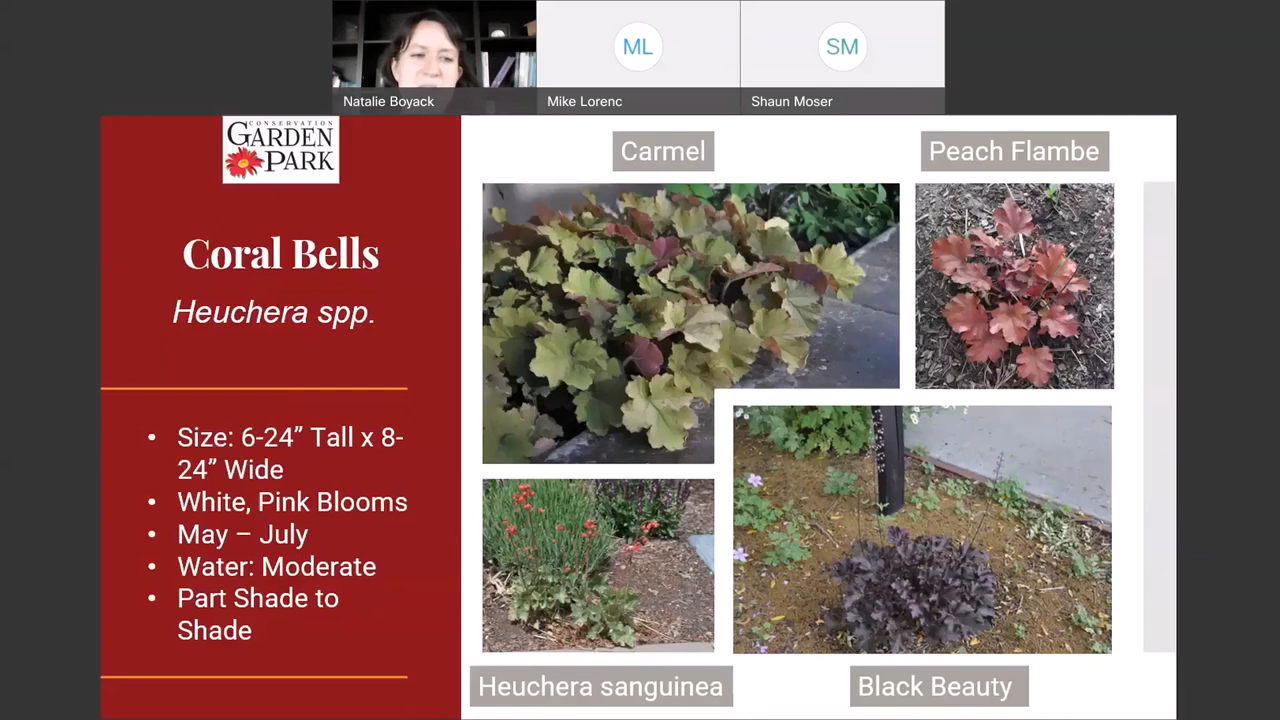 ML
SM
Natalie Boyack
Mike Lorenc
Shaun Moser
CONSERVATION
GARDEN
PARK
Coral Bells
Heuchera spp.
• Size: 6-24” Tall x 8-
24” Wide
• White, Pink Blooms
• May – July
• Water: Moderate
• Part Shade to
Shade
Carmel
Peach Flambe
Heuchera sanguinea
Black Beauty